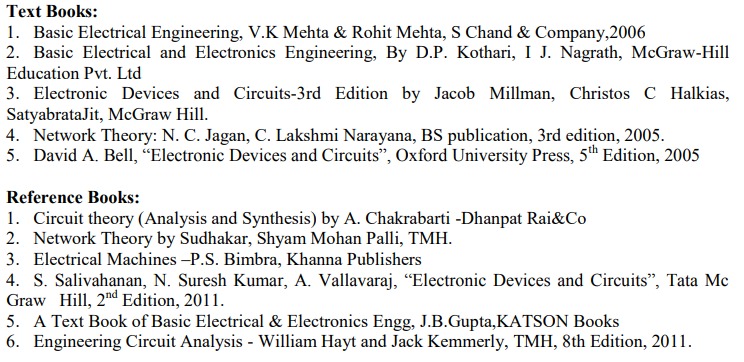 Text Books:
1. Basic Electrical Engineering, V.K Mehta & Rohit Mehta, S Chand & Company,2006
2. Basic Electrical and Electronics Engineering, By D.P. Kothari, I J. Nagrath, McGraw-Hill
Education Pvt. Ltd
3. Electronic Devices and Circuits-3rd Edition by Jacob Millman, Christos C Halkias,
SatyabrataJit, McGraw Hill.
4. Network Theory: N. C. Jagan, C. Lakshmi Narayana, BS publication, 3rd edition, 2005.
5. David A. Bell, “Electronic Devices and Circuits”, Oxford University Press, 5th Edition, 2005
Reference Books:
1. Circuit theory (Analysis and Synthesis) by A. Chakrabarti -Dhanpat Rai&Co
2. Network Theory by Sudhakar, Shyam Mohan Palli, TMH.
3. Electrical Machines –P.S. Bimbra, Khanna Publishers
4. S. Salivahanan, N. Suresh Kumar, A. Vallavaraj, “Electronic Devices and Circuits”, Tata Mc
Graw Hill, 2nd Edition, 2011.
5. A Text Book of Basic Electrical & Electronics Engg, J.B.Gupta,KATSON Books
6. Engineering Circuit Analysis - William Hayt and Jack Kemmerly, TMH, 8th Edition, 2011.